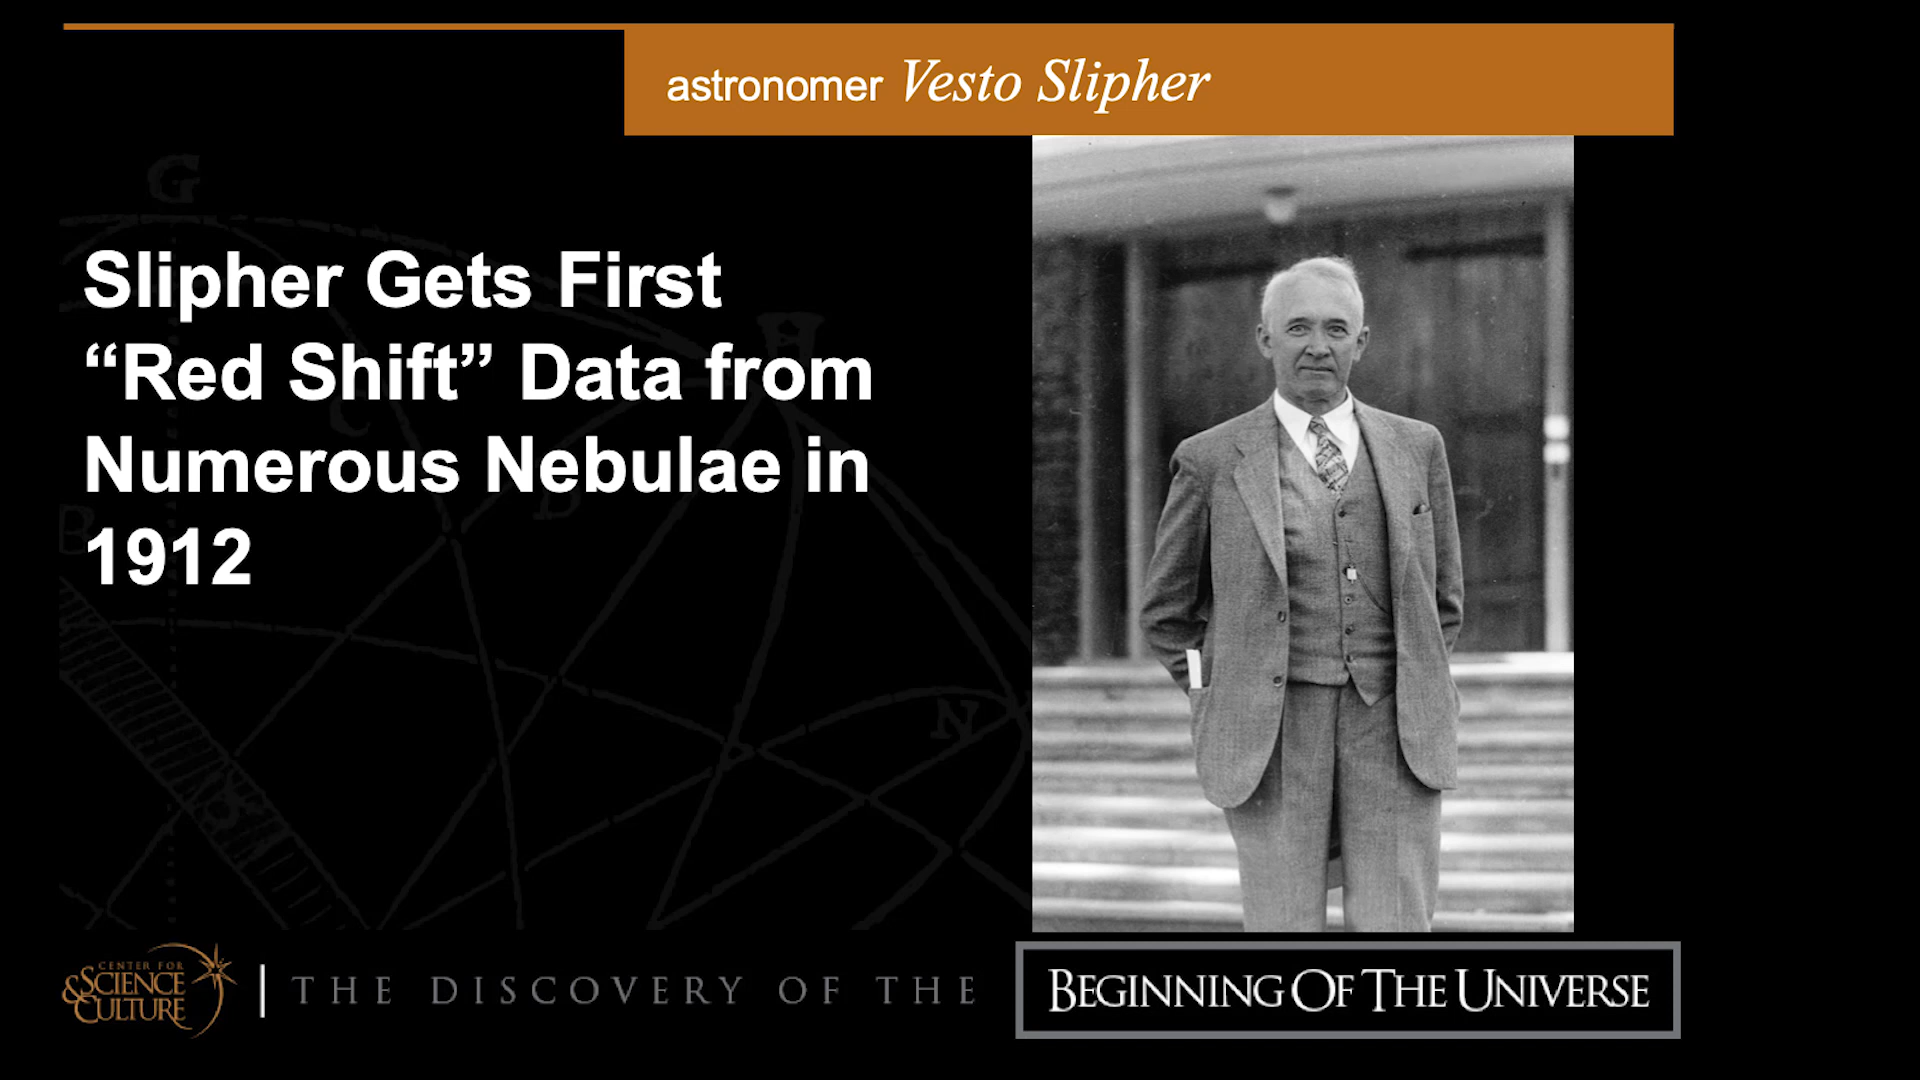 astronomer Vesto Slipher
G
H
C
D
B
N
Slipher Gets First
“Red Shift” Data from
Numerous Nebulae in
1912
CENTER FOR
SCIENCE
& CULTURE
THE DISCOVERY OF THE
BEGINNING OF THE UNIVERSE